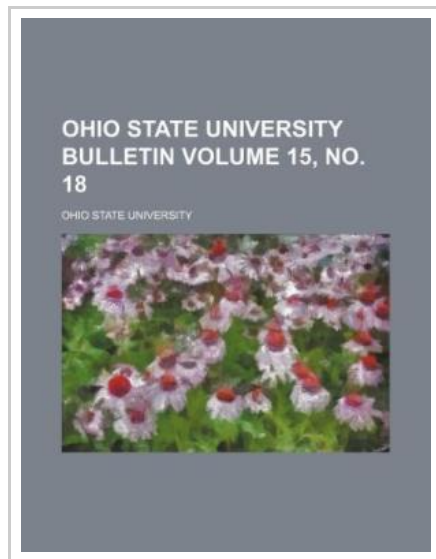 OHIO STATE UNIVERSITY
BULLETIN VOLUME 15, NO.
18
OHIO STATE UNIVERSITY